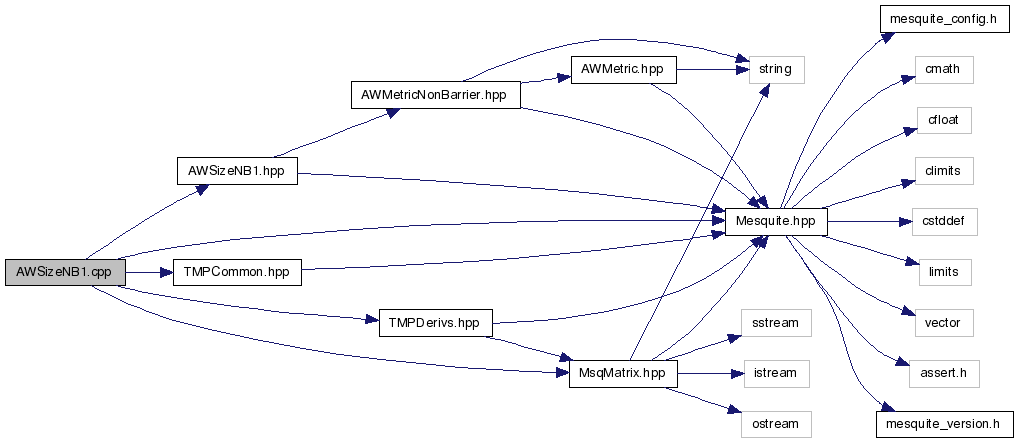 mesquite_config.h
AWMetric.hpp
string
cmath
AWMetricNonBarrier.hpp
cfloat
AWSizeNB1.hpp
climits
Mesquite.hpp
cstddef
AWSizeNB1.cpp
TMPCommon.hpp
limits
TMPDerivs.hpp
sstream
vector
MsqMatrix.hpp
istream
assert.h
ostream
mesquite_version.h